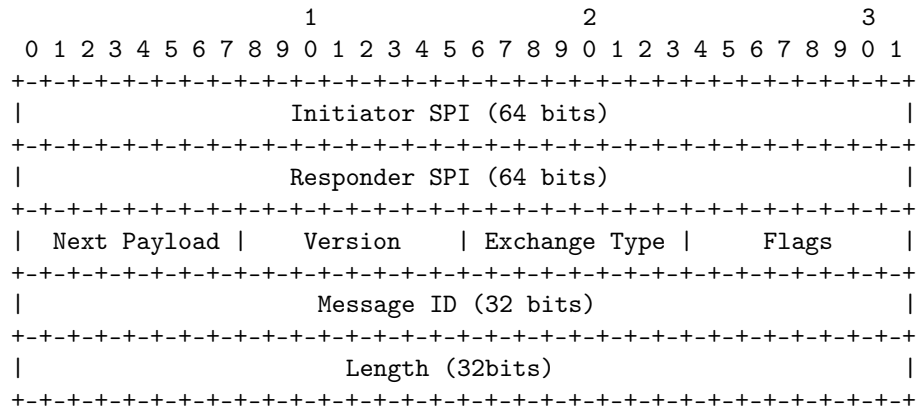 1                   2                   3
 0 1 2 3 4 5 6 7 8 9 0 1 2 3 4 5 6 7 8 9 0 1 2 3 4 5 6 7 8 9 0 1
+-+-+-+-+-+-+-+-+-+-+-+-+-+-+-+-+-+-+-+-+-+-+-+-+-+-+-+-+-+-+-+-+
|                   Initiator SPI (64 bits)                     |
+-+-+-+-+-+-+-+-+-+-+-+-+-+-+-+-+-+-+-+-+-+-+-+-+-+-+-+-+-+-+-+-+
|                   Responder SPI (64 bits)                     |
+-+-+-+-+-+-+-+-+-+-+-+-+-+-+-+-+-+-+-+-+-+-+-+-+-+-+-+-+-+-+-+-+
|  Next Payload |    Version    | Exchange Type |     Flags     |
+-+-+-+-+-+-+-+-+-+-+-+-+-+-+-+-+-+-+-+-+-+-+-+-+-+-+-+-+-+-+-+-+
|                     Message ID (32 bits)                      |
+-+-+-+-+-+-+-+-+-+-+-+-+-+-+-+-+-+-+-+-+-+-+-+-+-+-+-+-+-+-+-+-+
|                       Length (32bits)                         |
+-+-+-+-+-+-+-+-+-+-+-+-+-+-+-+-+-+-+-+-+-+-+-+-+-+-+-+-+-+-+-+-+